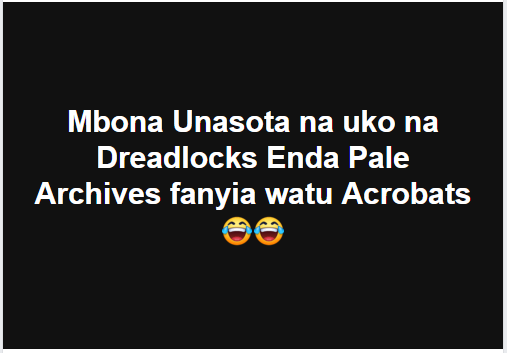 Mbona Unasota na uko na
Dreadlocks Enda Pale
Archives fanyia watu Acrobats
😂😂